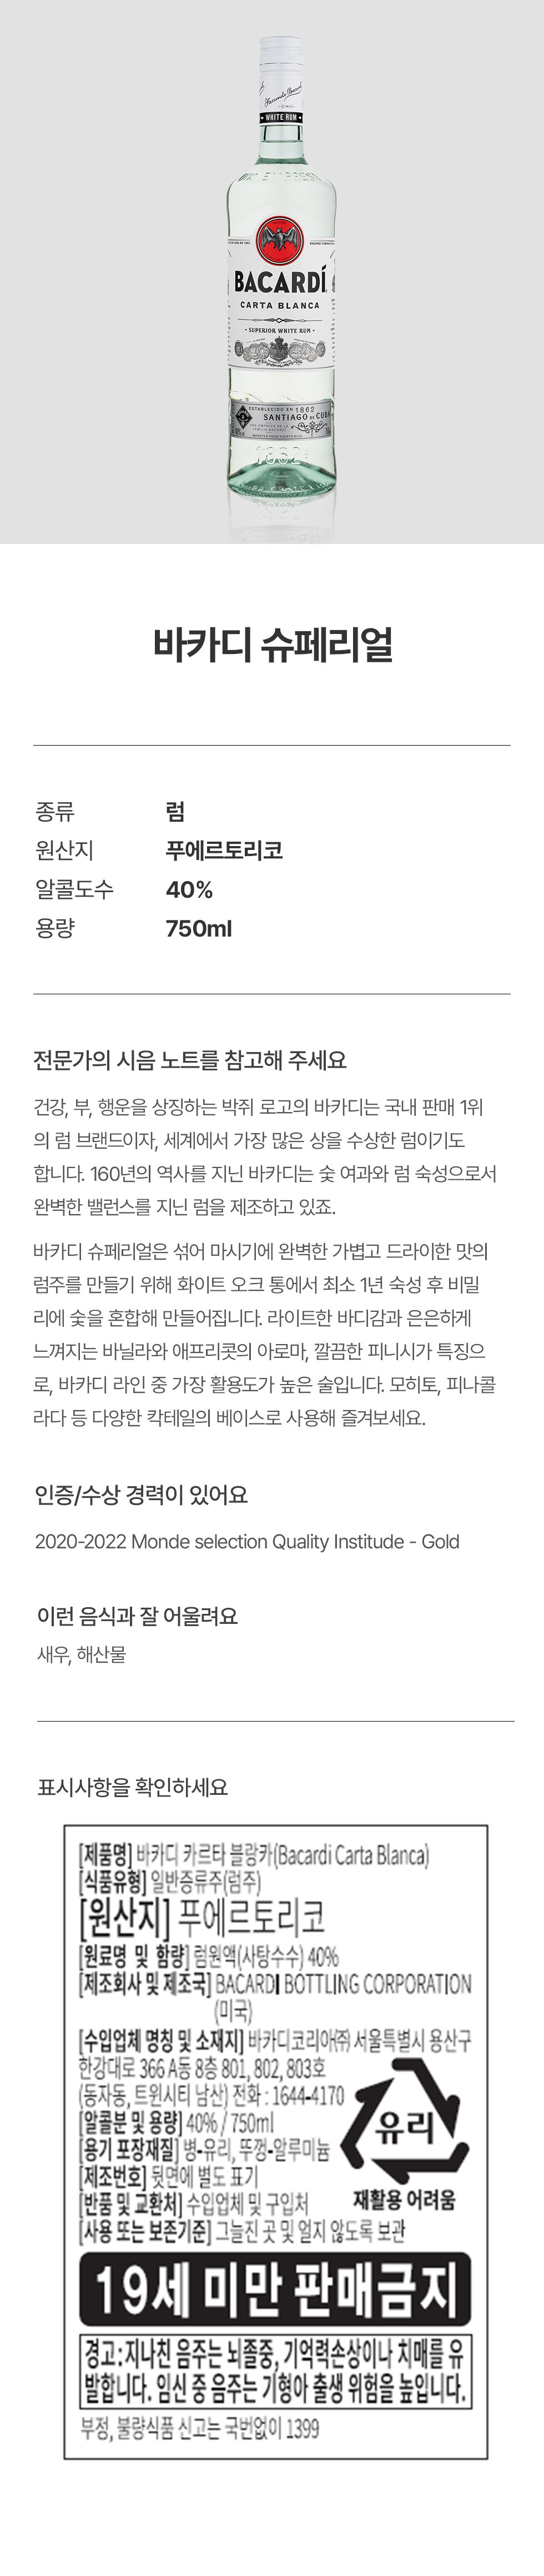 WHITE RUM
BACARDÍ
CARTA BLANCA
SUPERIOR WHITE RUM
ESTABLECIDO EN 1862
SANTIAGO DE CUBA
1862
바카디 슈페리얼
종류 럼
원산지 푸에르토리코
알콜도수 40%
용량 750ml
전문가의 시음 노트를 참고해 주세요
건강, 부, 행운을 상징하는 박쥐 로고의 바카디는 국내 판매 1위
의 럼 브랜드이자, 세계에서 가장 많은 상을 수상한 럼이기도
합니다. 160년의 역사를 지닌 바카디는 숯 여과와 럼 숙성으로서
완벽한 밸런스를 지닌 럼을 제조하고 있죠.
바카디 슈페리얼은 섞어 마시기에 완벽한 가볍고 드라이한 맛의
럼주를 만들기 위해 화이트 오크 통에서 최소 1년 숙성 후 비밀
리에 숯을 혼합해 만들어집니다. 라이트한 바디감과 은은하게
느껴지는 바닐라와 애프리콧의 아로마, 깔끔한 피니시가 특징으
로, 바카디 라인 중 가장 활용도가 높은 술입니다. 모히토, 피나콜
라다 등 다양한 칵테일의 베이스로 사용해 즐겨보세요.
인증/수상 경력이 있어요
2020-2022 Monde selection Quality Institude - Gold
이런 음식과 잘 어울려요
새우, 해산물
표시사항을 확인하세요
[제품명] 바카디 카르타 블랑카(Bacardi Carta Blanca)
[식품유형] 일반증류주(럼주)
[원산지] 푸에르토리코
[원료명 및 함량] 럼원액(사탕수수) 40%
[제조회사 및 제조국] BACARDI BOTTLING CORPORATION
(미국)
[수입업체 명칭 및 소재지] 바카디코리아㈜ 서울특별시 용산구
한강대로 366 A동 8층 801, 802, 803호
(동자동, 트윈시티 남산) 전화 : 1644-4170
[알콜분 및 용량] 40% / 750ml
[용기 포장재질] 병-유리, 뚜껑-알루미늄
[제조번호] 뒷면에 별도 표기
[반품 및 교환처] 수입업체 및 구입처
[사용 또는 보존기준] 그늘진 곳 및 얼지 않도록 보관
유리
재활용 어려움
19세 미만 판매금지
경고:지나친 음주는 뇌졸중, 기억력손상이나 치매를 유
발합니다. 임신 중 음주는 기형아 출생 위험을 높입니다.
부정, 불량식품 신고는 국번없이 1399